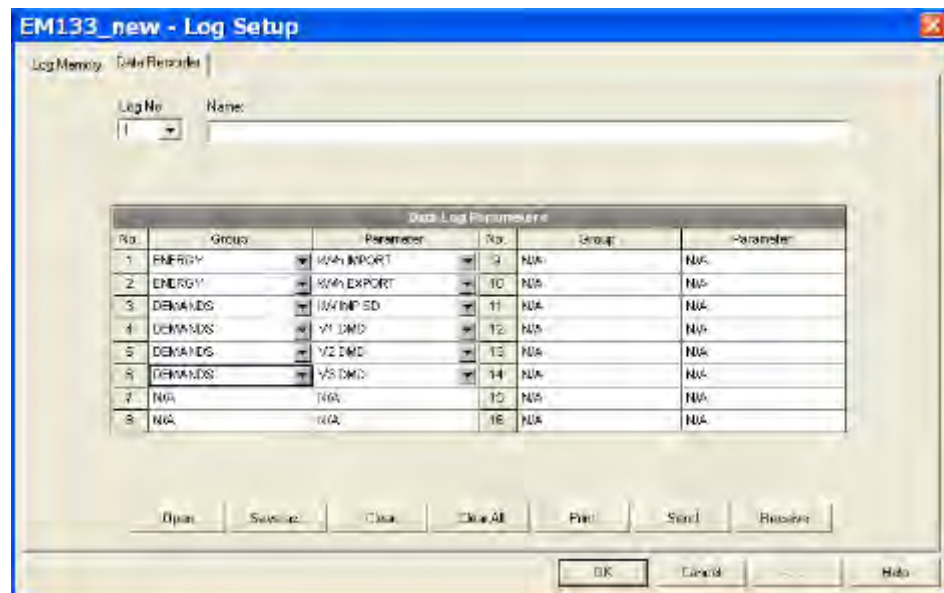 EM133_new - Log Setup
Log Memory Data Recorder
Log No Name:
1
Data Log Parameters
No. Group Parameter No. Group Parameter
1 ENERGY kWh IMPORT 9 N/A N/A
2 ENERGY kWh EXPORT 10 N/A N/A
3 DEMANDS kW IMP SD 11 N/A N/A
4 DEMANDS V1 DMD 12 N/A N/A
5 DEMANDS V2 DMD 13 N/A N/A
6 DEMANDS V3 DMD 14 N/A N/A
7 N/A N/A 15 N/A N/A
8 N/A N/A 16 N/A N/A
Open Save as Clear Clear All Print Send Receive
OK Cancel Help